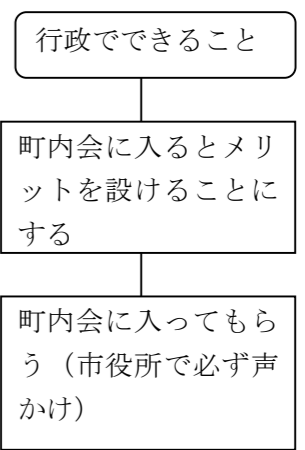 行政でできること
町内会に入るとメリ
ットを設けることに
する
町内会に入ってもら
う（市役所で必ず声
かけ）